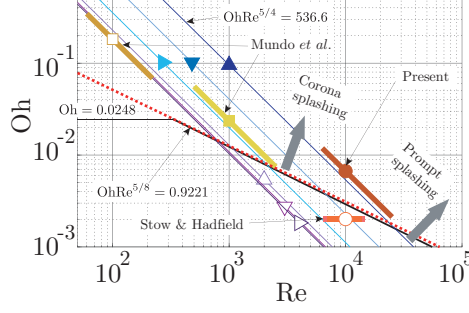 OhRe^{5/4} = 536.6
Mundo et al.
10^{-1}
Corona
splashing
Present
Oh = 0.0248
Oh
10^{-2}
Prompt
splashing
OhRe^{5/8} = 0.9221
Stow & Hadfield
10^{-3}
10^{2}
10^{3}
10^{4}
10^{5}
Re